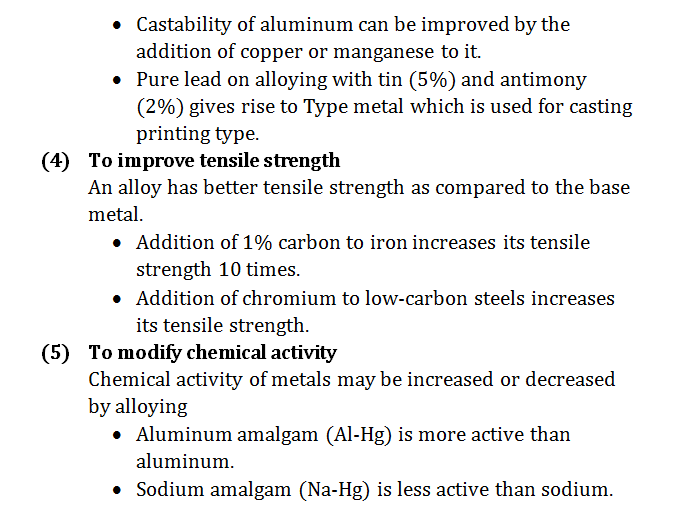 • Castability of aluminum can be improved by the
addition of copper or manganese to it.
• Pure lead on alloying with tin (5%) and antimony
(2%) gives rise to Type metal which is used for casting
printing type.
(4) To improve tensile strength
An alloy has better tensile strength as compared to the base
metal.
• Addition of 1% carbon to iron increases its tensile
strength 10 times.
• Addition of chromium to low-carbon steels increases
its tensile strength.
(5) To modify chemical activity
Chemical activity of metals may be increased or decreased
by alloying
• Aluminum amalgam (Al-Hg) is more active than
aluminum.
• Sodium amalgam (Na-Hg) is less active than sodium.